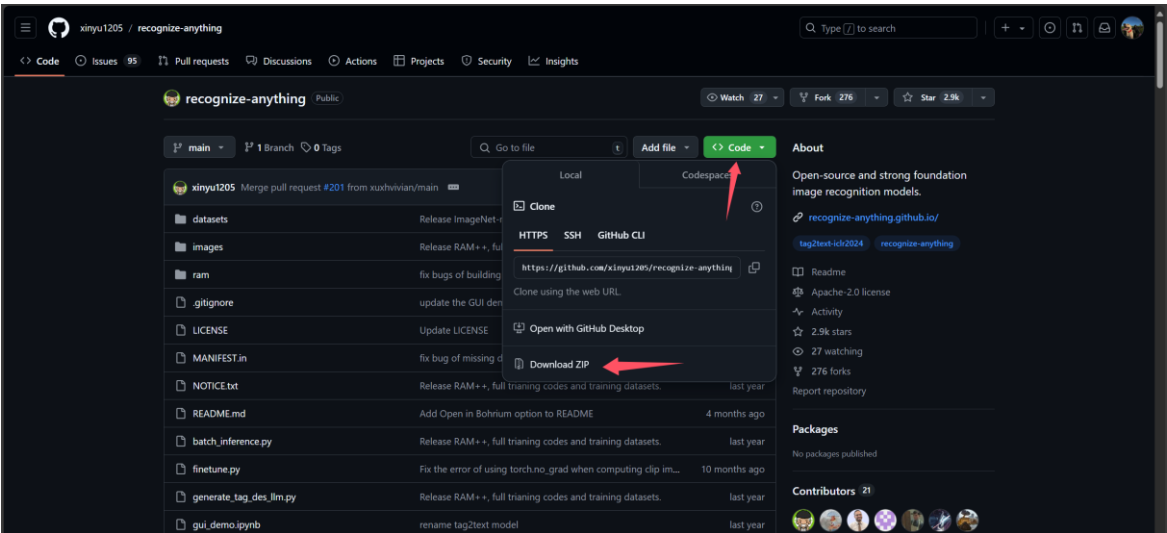 xinyu1205 / recognize-anything
Type / to search
Code Issues 95 Pull requests Discussions Actions Projects Security Insights
recognize-anything Public
Watch 27 Fork 276 Star 2.9k
main 1 Branch 0 Tags
Go to file t
Add file Code
About
Local Codespaces
Open-source and strong foundation
image recognition models.
xinyu1205 Merge pull request #201 from xuxhvivian/main
Clone
recognize-anything.github.io/
datasets Release ImageNet-
HTTPS SSH GitHub CLI
tag2text-iclr2024 recognize-anything
images Release RAM++, ful
https://github.com/xinyu1205/recognize-anything
Readme
ram fix bugs of building
Clone using the web URL.
Apache-2.0 license
.gitignore update the GUI den
Activity
LICENSE Update LICENSE
Open with GitHub Desktop
2.9k stars
27 watching
MANIFEST.in fix bug of missing d
Download ZIP
276 forks
NOTICE.txt Release RAM++, full trianing codes and training datasets. last year
Report repository
README.md Add Open in Bohrium option to README 4 months ago
Packages
batch_inference.py Release RAM++, full trianing codes and training datasets. last year
No packages published
finetune.py Fix the error of using torch.no_grad when computing clip im... 10 months ago
generate_tag_des_llm.py Release RAM++, full trianing codes and training datasets. last year
Contributors 21
gui_demo.ipynb rename tag2text model last year